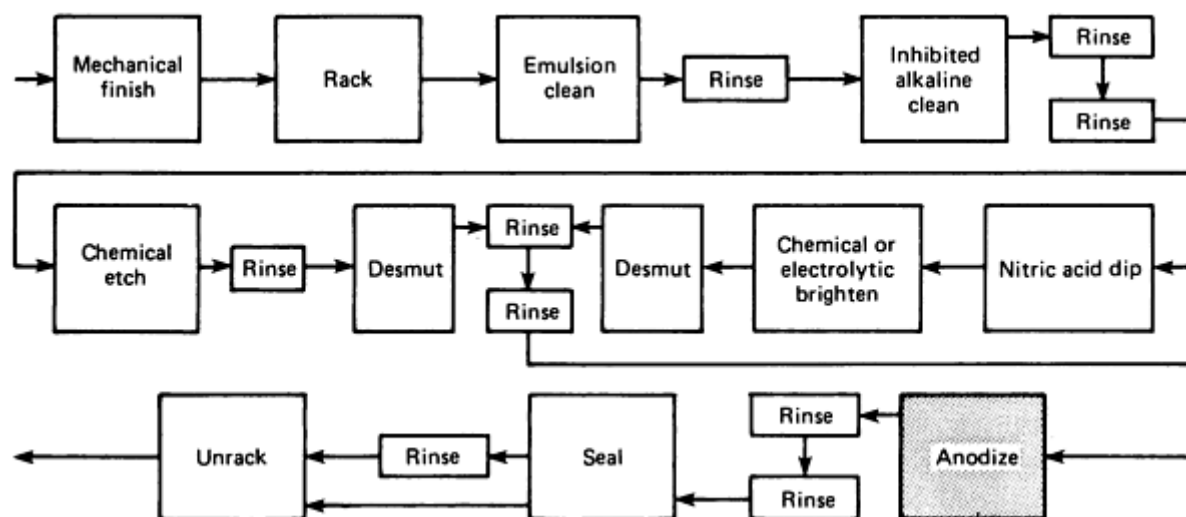 Mechanical
finish
Rack
Emulsion
clean
Rinse
Inhibited
alkaline
clean
Rinse
Rinse
Chemical
etch
Rinse
Desmut
Rinse
Rinse
Desmut
Chemical or
electrolytic
brighten
Nitric acid dip
Unrack
Rinse
Seal
Rinse
Rinse
Anodize